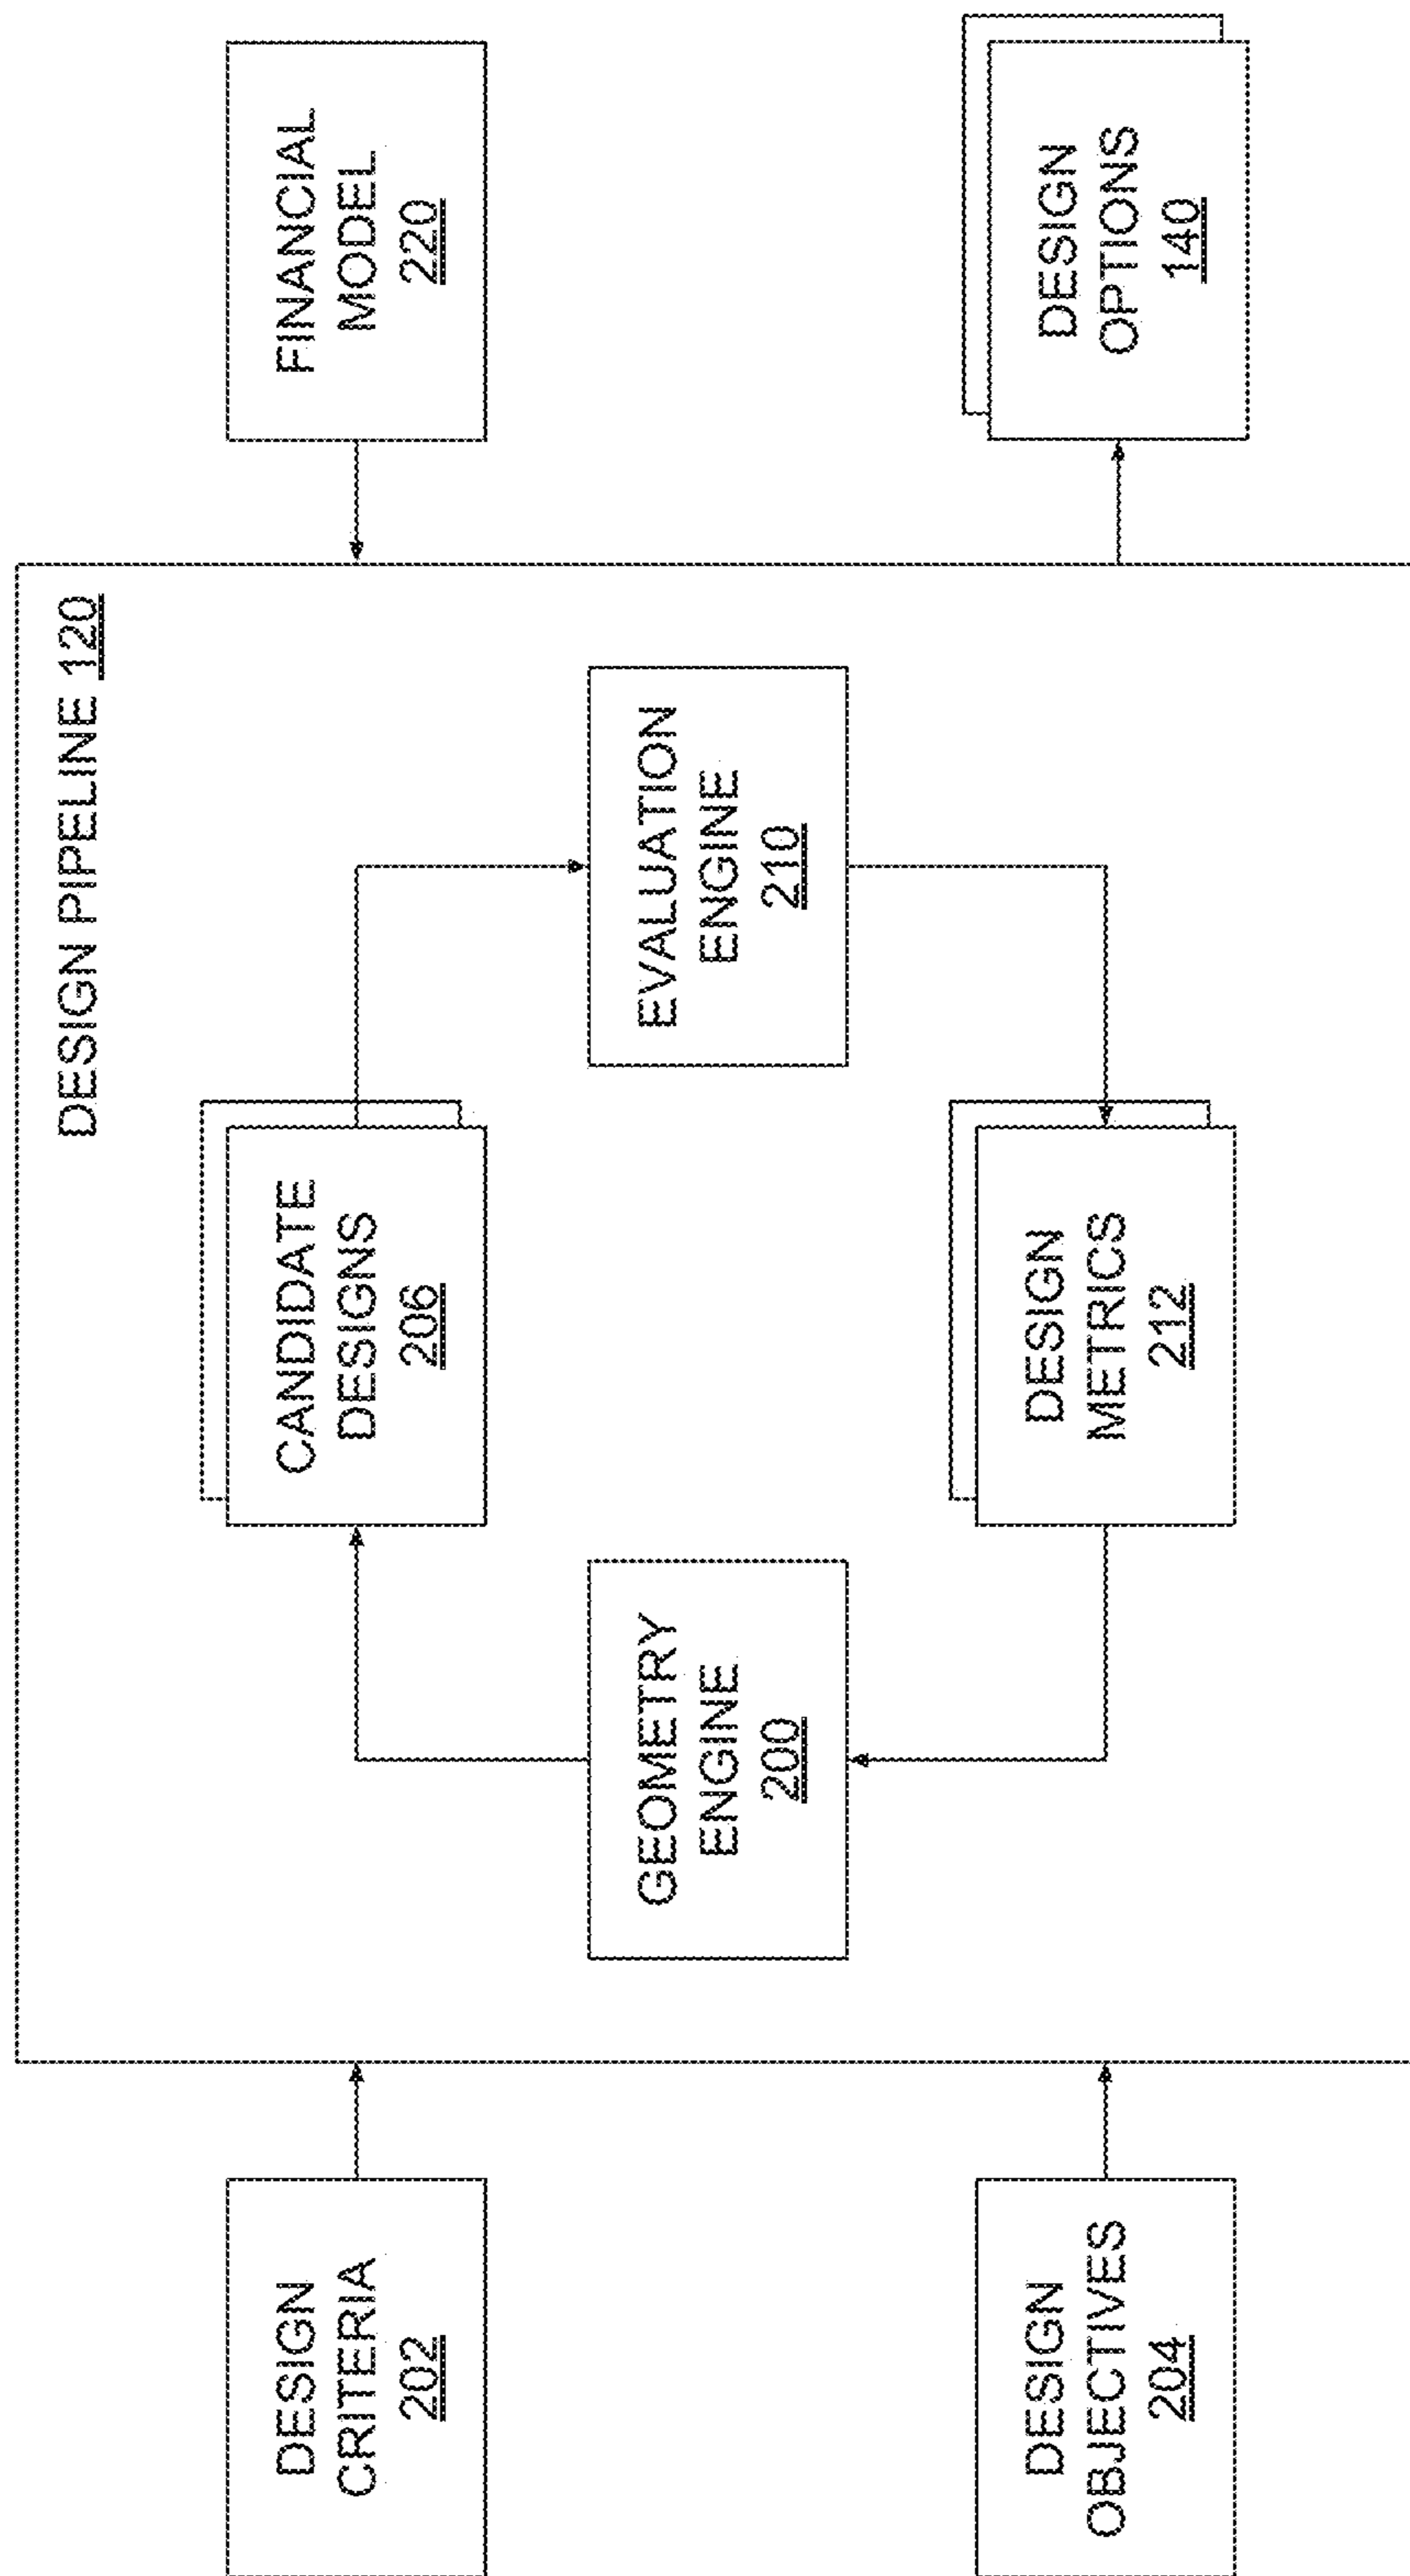 DESIGN PIPELINE 120
DESIGN
CRITERIA
202
CANDIDATE
DESIGNS
206
FINANCIAL
MODEL
220
GEOMETRY
ENGINE
200
EVALUATION
ENGINE
210
DESIGN
OBJECTIVES
204
DESIGN
METRICS
212
DESIGN
OPTIONS
140